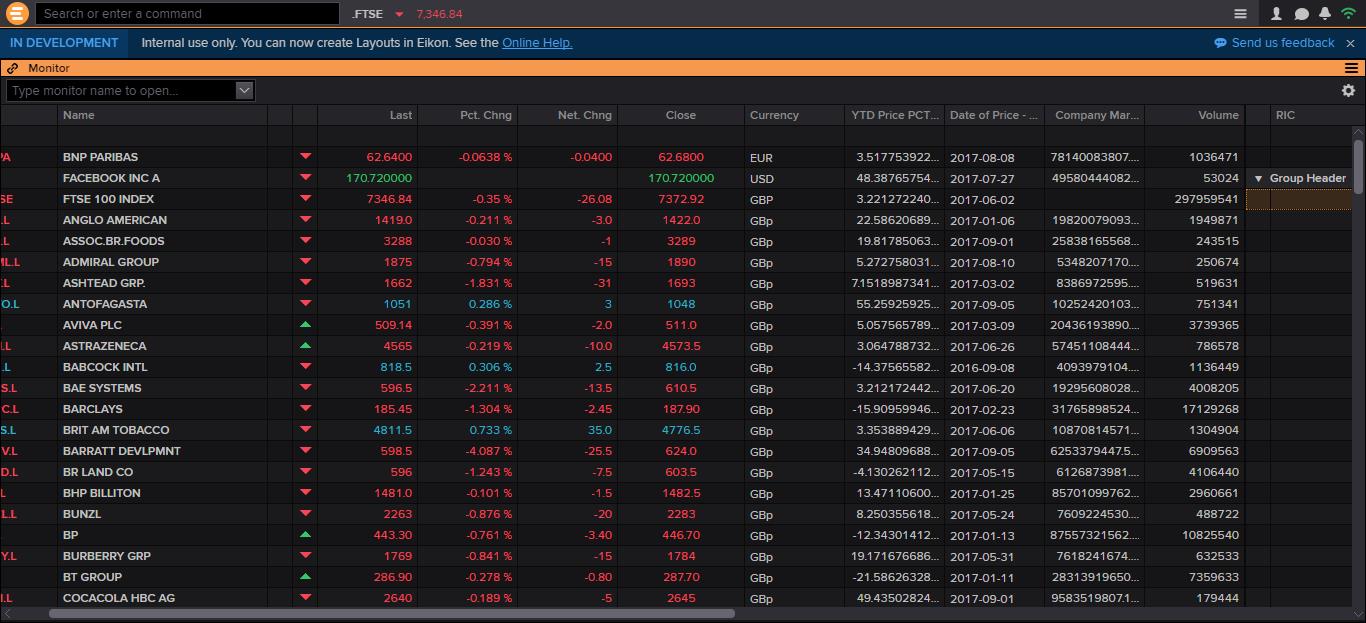 Search or enter a command .FTSE 7,346.84
IN DEVELOPMENT Internal use only. You can now create Layouts in Eikon. See the Online Help. Send us feedback
Monitor
Type monitor name to open...
Name Last Pct. Chng Net. Chng Close Currency YTD Price PCT... Date of Price - ... Company Mar... Volume RIC
PA BNP PARIBAS 62.6400 -0.0638 % -0.0400 62.6800 EUR 3.517753922... 2017-08-08 78140083807.... 1036471
FACEBOOK INC A 170.720000 170.720000 USD 48.38765754... 2017-07-27 49580444082... 53024 Group Header
SE FTSE 100 INDEX 7346.84 -0.35 % -26.08 7372.92 GBP 3.221272240... 2017-06-02 297959541
.L ANGLO AMERICAN 1419.0 -0.211 % -3.0 1422.0 GBp 22.58620689... 2017-01-06 19820079093... 1949871
.L ASSOC.BR.FOODS 3288 -0.030 % -1 3289 GBp 19.81785063... 2017-09-01 25838165568... 243515
ML.L ADMIRAL GROUP 1875 -0.794 % -15 1890 GBp 5.272758031... 2017-08-10 5348207170.... 250674
.L ASHTEAD GRP. 1662 -1.831 % -31 1693 GBp 7.1518987341... 2017-03-02 8386972595.... 519631
O.L ANTOFAGASTA 1051 0.286 % 3 1048 GBp 55.25925925... 2017-09-05 10252420103... 751341
AVIVA PLC 509.14 -0.391 % -2.0 511.0 GBp 5.057565789... 2017-03-09 20436193890.... 3739365
.L ASTRAZENECA 4565 -0.219 % -10.0 4573.5 GBp 3.064788732... 2017-06-26 57451108444... 786578
.L BABCOCK INTL 818.5 0.306 % 2.5 816.0 GBp -14.37565582... 2016-09-08 4093979104.... 1136449
S.L BAE SYSTEMS 596.5 -2.211 % -13.5 610.5 GBp 3.212172442... 2017-06-20 19295608028... 4008205
C.L BARCLAYS 185.45 -1.304 % -2.45 187.90 GBp -15.90959946... 2017-02-23 31765898524... 17129268
S.L BRIT AM TOBACCO 4811.5 0.733 % 35.0 4776.5 GBp 3.353889429... 2017-06-06 10870814571... 1304904
V.L BARRATT DEVLPMNT 598.5 -4.087 % -25.5 624.0 GBp 34.94809688... 2017-09-05 6253379447.5... 6909563
D.L BR LAND CO 596 -1.243 % -7.5 603.5 GBp -4.130262112... 2017-05-15 6126873981.... 4106440
L BHP BILLITON 1481.0 -0.101 % -1.5 1482.5 GBp 13.47110600... 2017-01-25 85701099762... 2960661
L.L BUNZL 2263 -0.876 % -20 2283 GBp 8.250355618... 2017-05-24 7609224530.... 488722
BP 443.30 -0.761 % -3.40 446.70 GBp -12.34301412... 2017-01-13 87557321562.... 10825540
Y.L BURBERRY GRP 1769 -0.841 % -15 1784 GBp 19.171676686... 2017-05-31 7618241674.... 632533
BT GROUP 286.90 -0.278 % -0.80 287.70 GBp -21.58626328... 2017-01-11 28313919650... 7359633
.L COCACOLA HBC AG 2640 -0.189 % -5 2645 GBp 49.43502824... 2017-09-01 9583519807.1... 179444